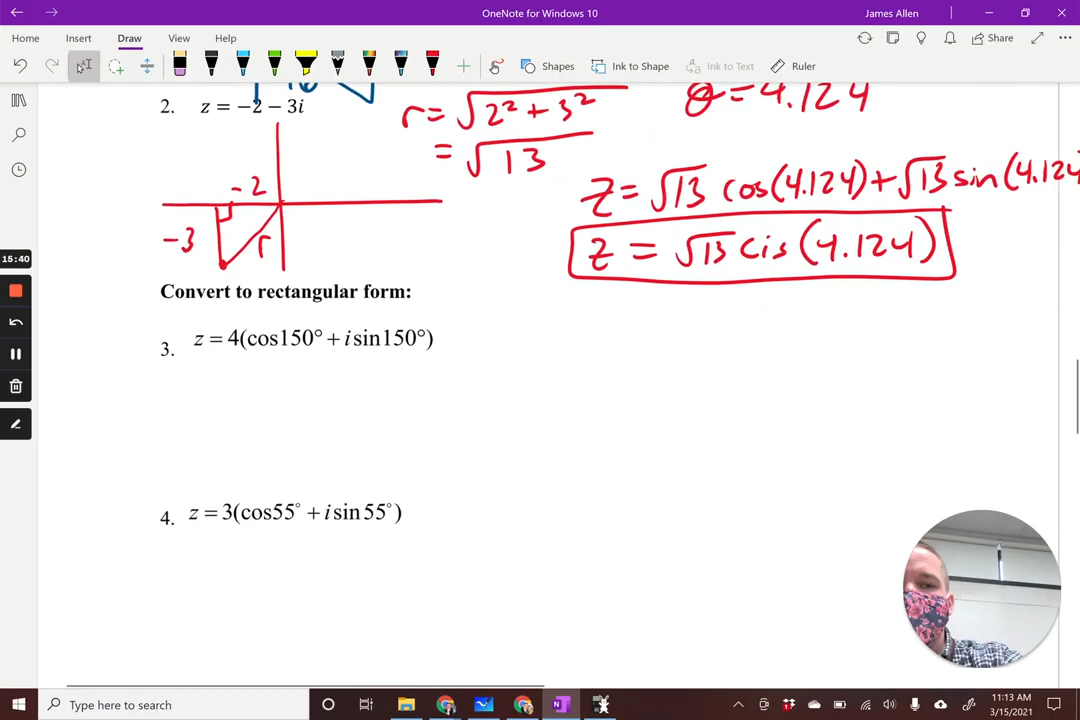 OneNote for Windows 10
James Allen
Home Insert Draw View Help
Share
Shapes Ink to Shape Ink to Text Ruler
2. z = −2 − 3i
r = √2² + 3²
= √13
θ = 4.124
-2
-3
r
z = √13 cos(4.124) + √13 sin(4.124
z = √13 cis(4.124)
15:40
Convert to rectangular form:
3. z = 4(cos150° + i sin150°)
4. z = 3(cos55° + i sin55°)
Type here to search
11:13 AM
3/15/2021